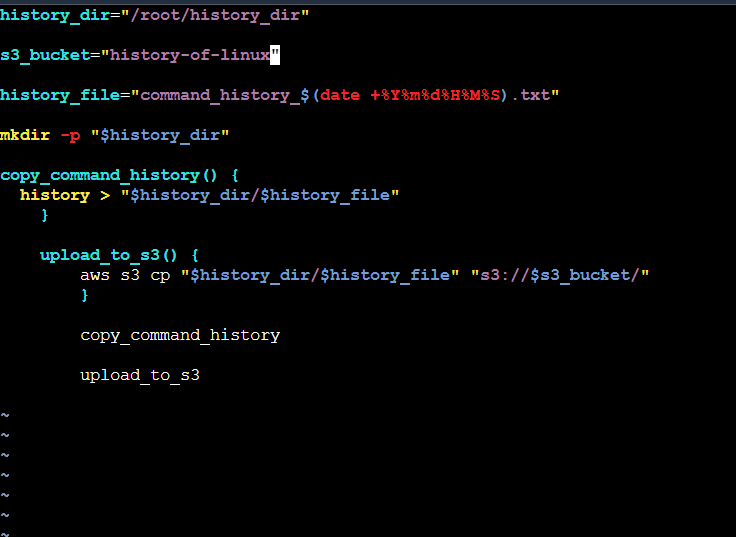 history_dir="/root/history_dir"
s3_bucket="history-of-linux"
history_file="command_history_$(date +%Y%m%d%H%M%S).txt"
mkdir -p "$history_dir"
copy_command_history() {
history > "$history_dir/$history_file"
}
upload_to_s3() {
aws s3 cp "$history_dir/$history_file" "s3://$s3_bucket/"
}
copy_command_history
upload_to_s3
~
~
~
~
~
~
~